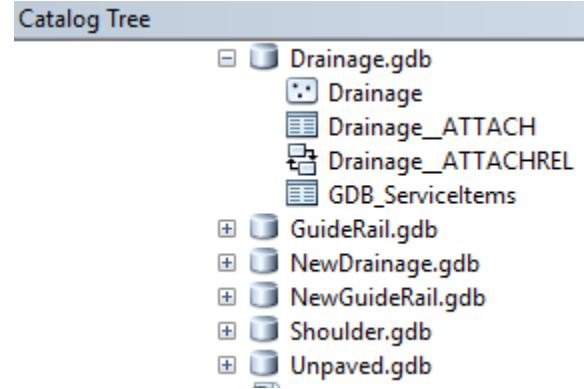 Catalog Tree
Drainage.gdb
Drainage
Drainage__ATTACH
Drainage__ATTACHREL
GDB_ServiceItems
GuideRail.gdb
NewDrainage.gdb
NewGuideRail.gdb
Shoulder.gdb
Unpaved.gdb